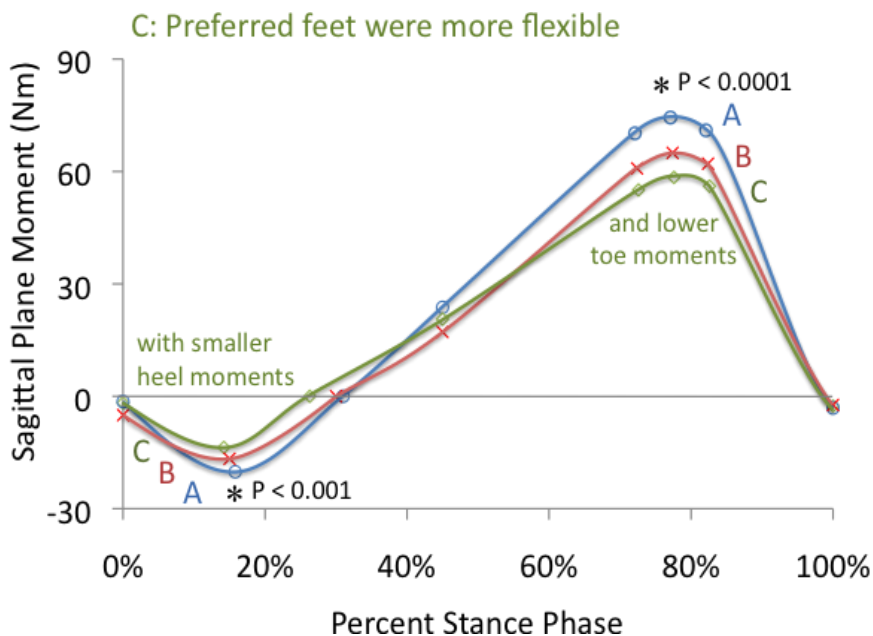 C: Preferred feet were more flexible
90
* P < 0.0001
A
B
C
60
and lower
toe moments
30
with smaller
heel moments
0
C
B
A
* P < 0.001
-30
0%
20%
40%
60%
80%
100%
Percent Stance Phase
Sagittal Plane Moment (Nm)